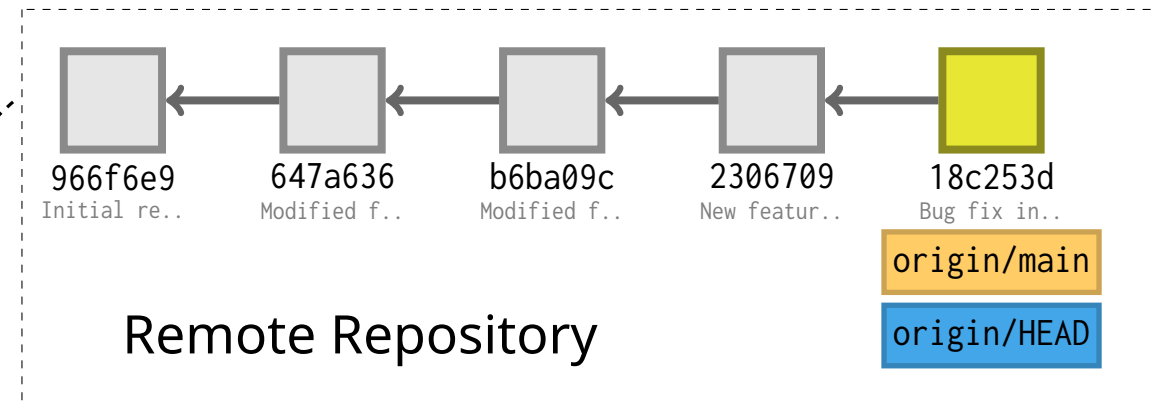 966f6e9 647a636 b6ba09c 2306709 18c253d
Initial re.. Modified f.. Modified f.. New featur.. Bug fix in..
origin/main
Remote Repository
origin/HEAD